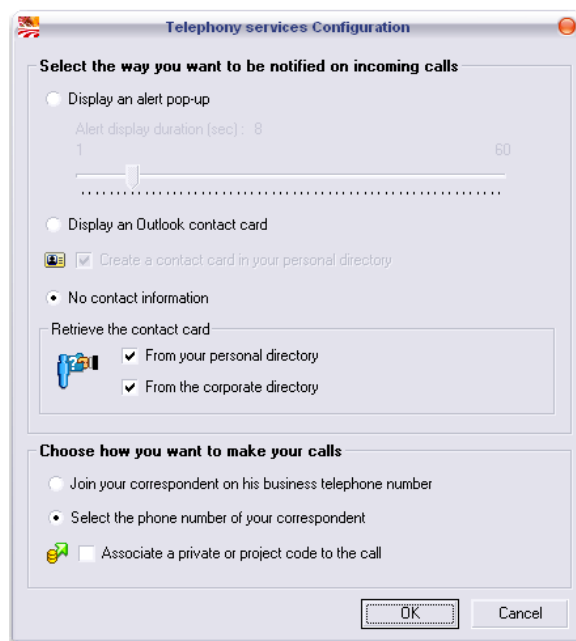 Telephony services Configuration
Select the way you want to be notified on incoming calls
Display an alert pop-up
Alert display duration (sec) : 8
1 60
Display an Outlook contact card
Create a contact card in your personal directory
No contact information
Retrieve the contact card
From your personal directory
From the corporate directory
Choose how you want to make your calls
Join your correspondent on his business telephone number
Select the phone number of your correspondent
Associate a private or project code to the call
OK Cancel